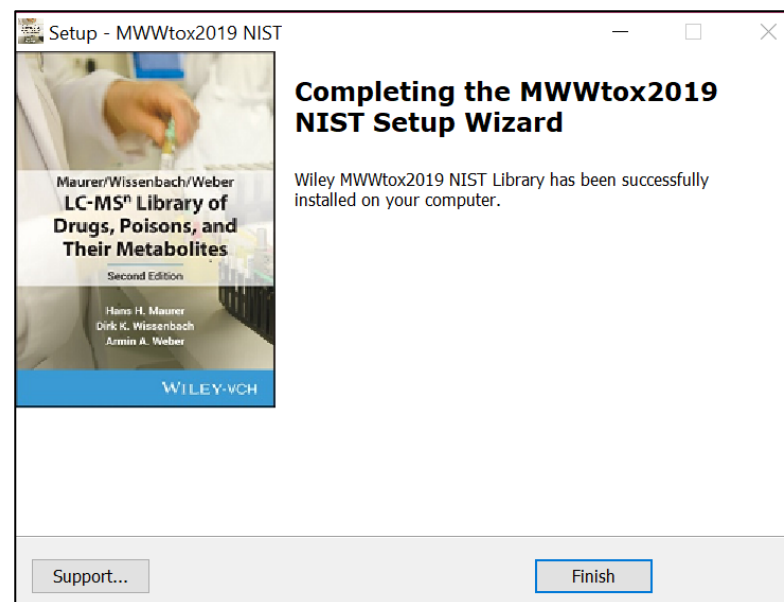 Setup - MWWtox2019 NIST
Completing the MWWtox2019
NIST Setup Wizard
Wiley MWWtox2019 NIST Library has been successfully
installed on your computer.
Maurer/Wissenbach/Weber
LC-MSⁿ Library of
Drugs, Poisons, and
Their Metabolites
Second Edition
Hans H. Maurer
Dirk K. Wissenbach
Armin A. Weber
WILEY-VCH
Support...
Finish